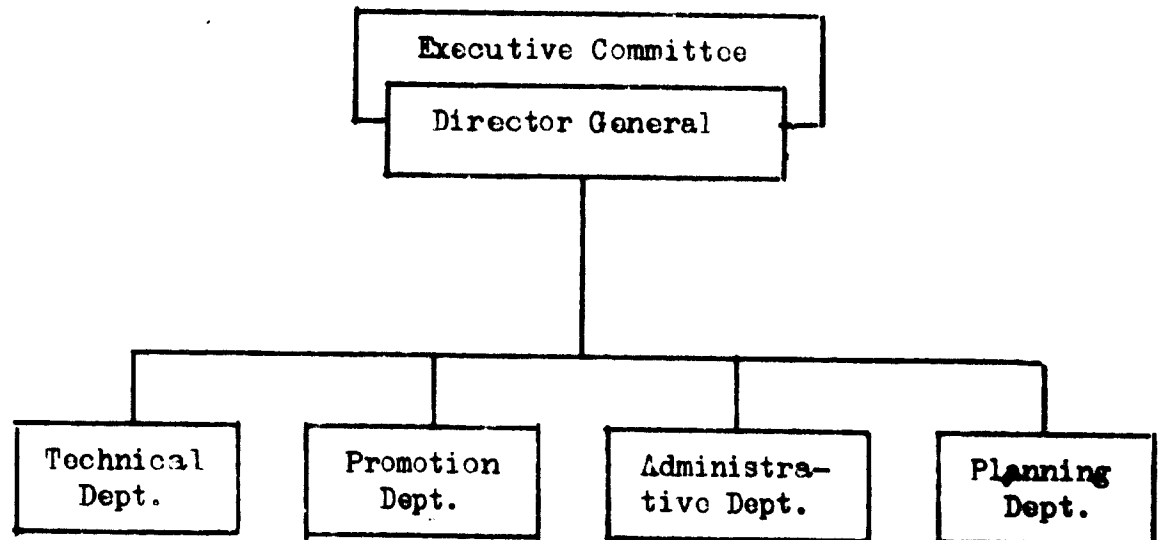 Executive Committee
Director General
Technical
Dept.
Promotion
Dept.
Administra-
tive Dept.
Planning
Dept.